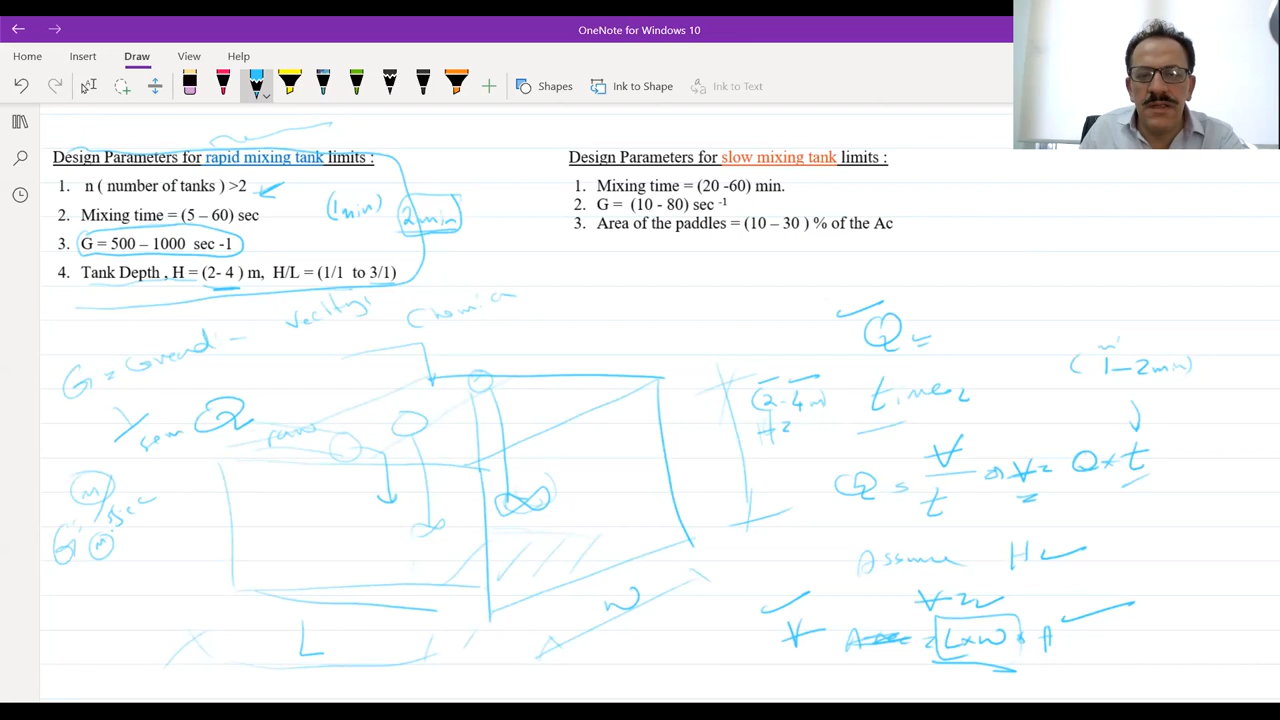 OneNote for Windows 10
Home Insert Draw View Help
Shapes Ink to Shape Ink to Text
Design Parameters for rapid mixing tank limits :
1. n ( number of tanks ) >2
2. Mixing time = (5 – 60) sec
3. G = 500 – 1000 sec -1
4. Tank Depth , H = (2- 4 ) m, H/L = (1/1 to 3/1)
(1min)
2 min
Design Parameters for slow mixing tank limits :
1. Mixing time = (20 -60) min.
2. G = (10 - 80) sec -1
3. Area of the paddles = (10 – 30 ) % of the Ac
Q
L
W
(2-4m)
H
Q =
time
(1-2min)
Q = V/t or V = Q * t
Assume H
V
V = L*W *